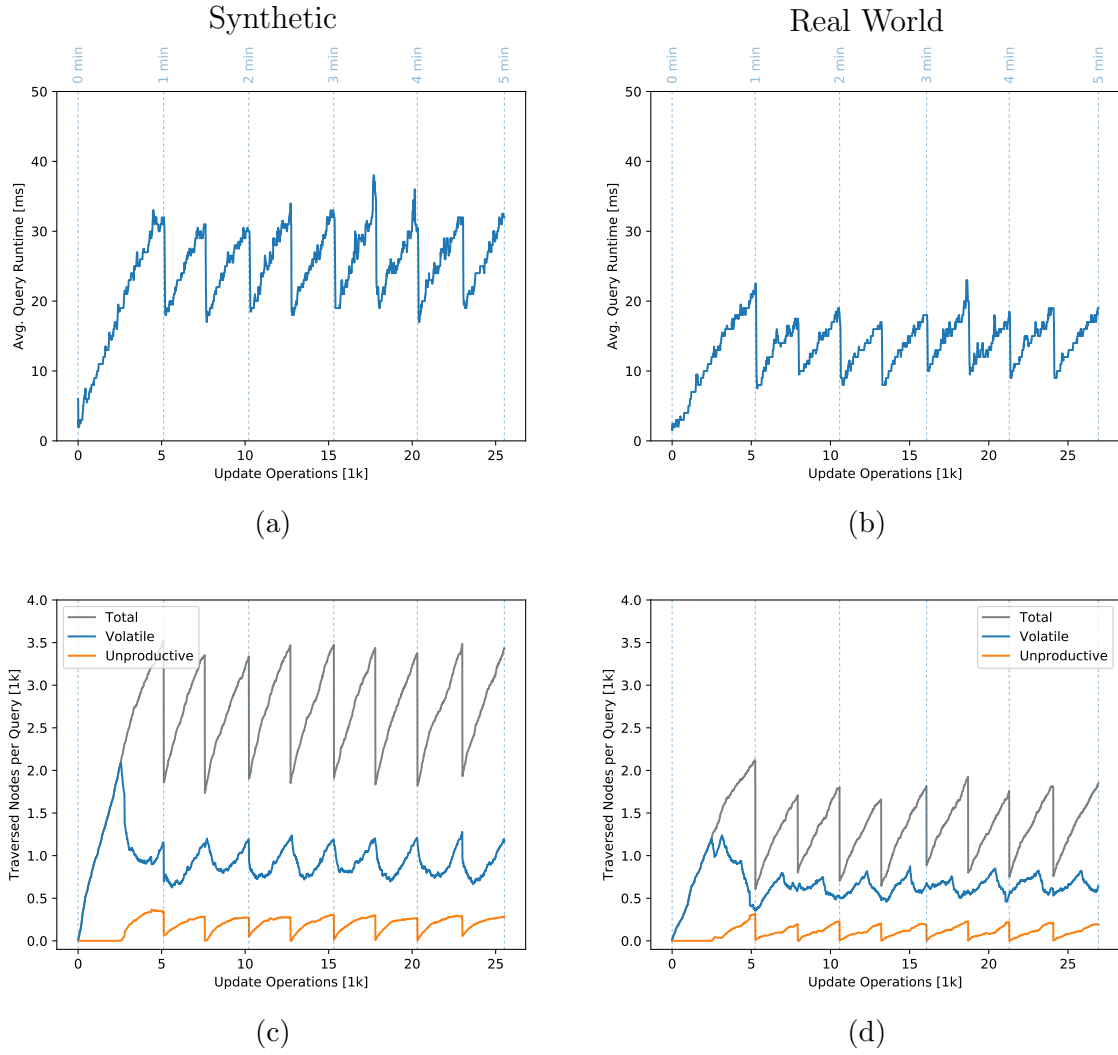 Synthetic
Real World
0 min
1 min
2 min
3 min
4 min
5 min
0 min
1 min
2 min
3 min
4 min
5 min
50
40
30
20
10
0
Avg. Query Runtime [ms]
0 5 10 15 20 25
Update Operations [1k]
(a)
50
40
30
20
10
0
Avg. Query Runtime [ms]
0 5 10 15 20 25
Update Operations [1k]
(b)
4.0
3.5
3.0
2.5
2.0
1.5
1.0
0.5
0.0
Traversed Nodes per Query [1k]
Total
Volatile
Unproductive
0 5 10 15 20 25
Update Operations [1k]
(c)
4.0
3.5
3.0
2.5
2.0
1.5
1.0
0.5
0.0
Traversed Nodes per Query [1k]
Total
Volatile
Unproductive
0 5 10 15 20 25
Update Operations [1k]
(d)